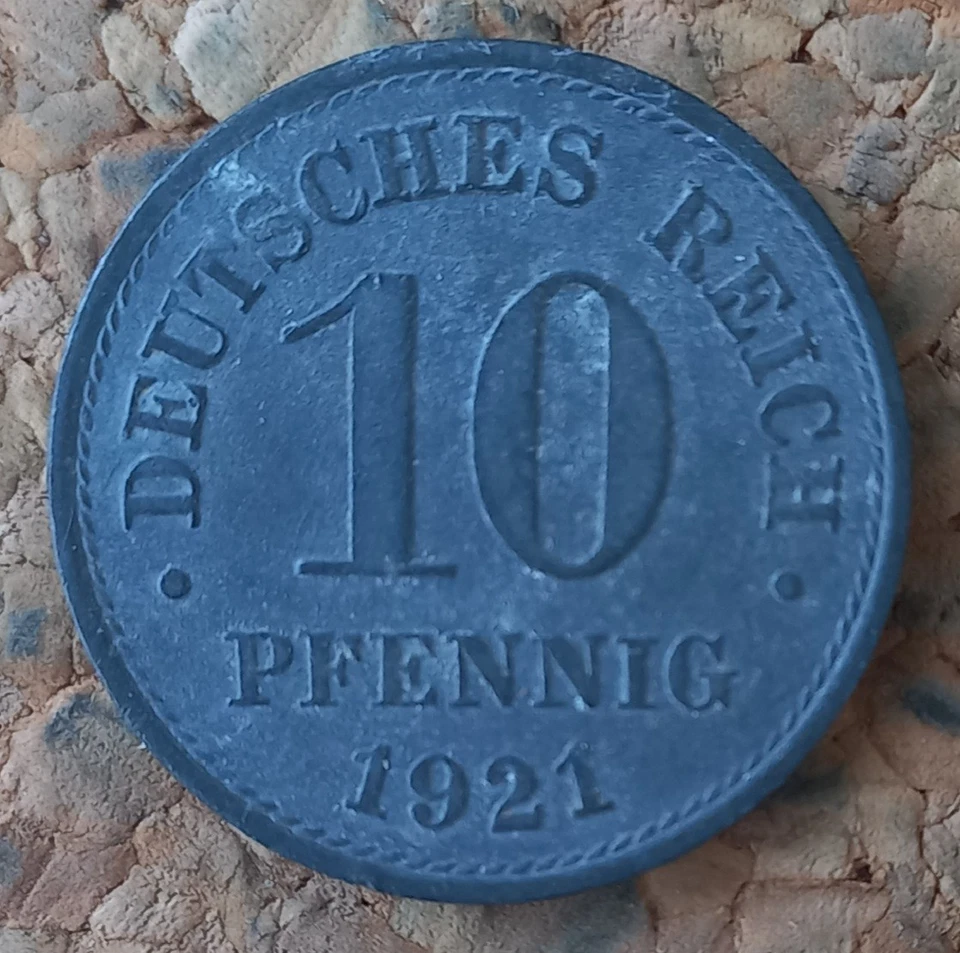 DEUTSCHES REICH
10
PFENNIG
1921